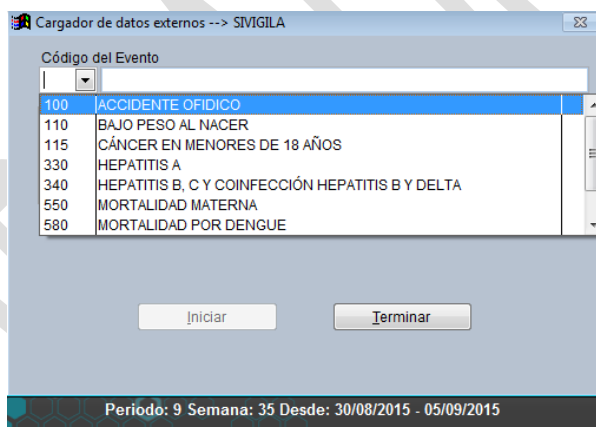 Cargador de datos externos --> SIVIGILA
Código del Evento
100 ACCIDENTE OFIDICO
110 BAJO PESO AL NACER
115 CÁNCER EN MENORES DE 18 AÑOS
330 HEPATITIS A
340 HEPATITIS B, C Y COINFECCIÓN HEPATITIS B Y DELTA
550 MORTALIDAD MATERNA
580 MORTALIDAD POR DENGUE
Iniciar Terminar
Periodo: 9 Semana: 35 Desde: 30/08/2015 - 05/09/2015